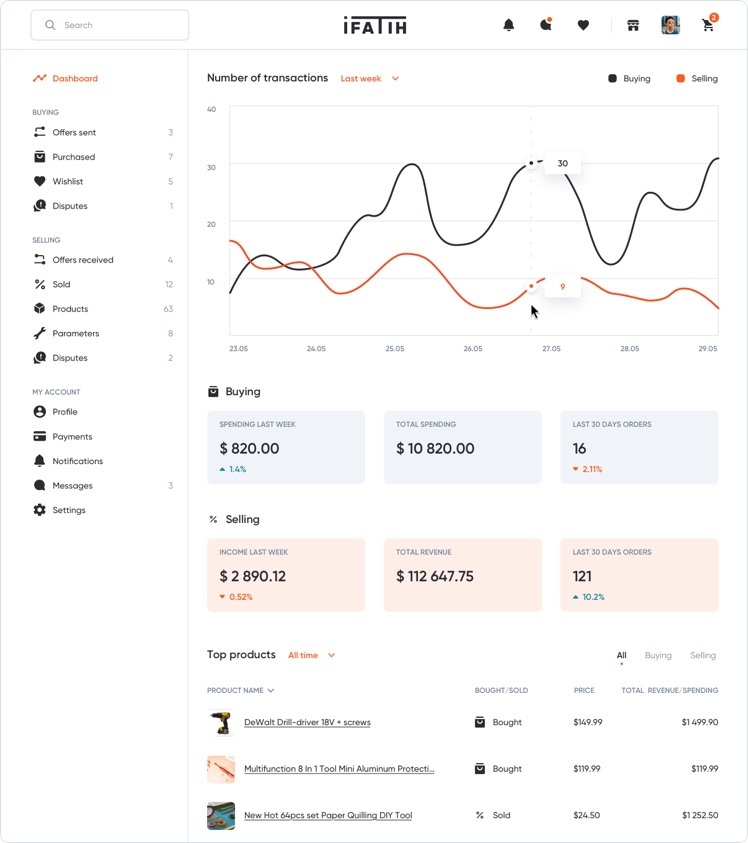 Search
iFATIH
2
Dashboard
BUYING
Offers sent 3
Purchased 7
Wishlist 5
Disputes 1
SELLING
Offers received 4
Sold 12
Products 63
Parameters 8
Disputes 2
MY ACCOUNT
Profile
Payments
Notifications
Messages 3
Settings
Number of transactions Last week
Buying Selling
40
30
20
10
30
9
23.05 24.05 25.05 26.05 27.05 28.05 29.05
Buying
SPENDING LAST WEEK
$ 820.00
1.4%
TOTAL SPENDING
$ 10 820.00
LAST 30 DAYS ORDERS
16
2.11%
Selling
INCOME LAST WEEK
$ 2 890.12
0.52%
TOTAL REVENUE
$ 112 647.75
LAST 30 DAYS ORDERS
121
10.2%
Top products All time
All Buying Selling
PRODUCT NAME BOUGHT/SOLD PRICE TOTAL REVENUE/SPENDING
DeWalt Drill-driver 18V + screws Bought $149.99 $1 499.90
Multifunction 8 In 1 Tool Mini Aluminum Protecti... Bought $119.99 $119.99
New Hot 64pcs set Paper Quilling DIY Tool % Sold $24.50 $1 252.50